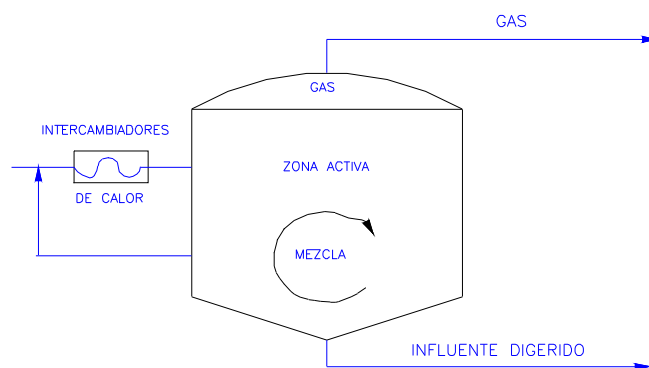 GAS
GAS
INTERCAMBIADORES
ZONA ACTIVA
DE CALOR
MEZCLA
INFLUENTE DIGERIDO